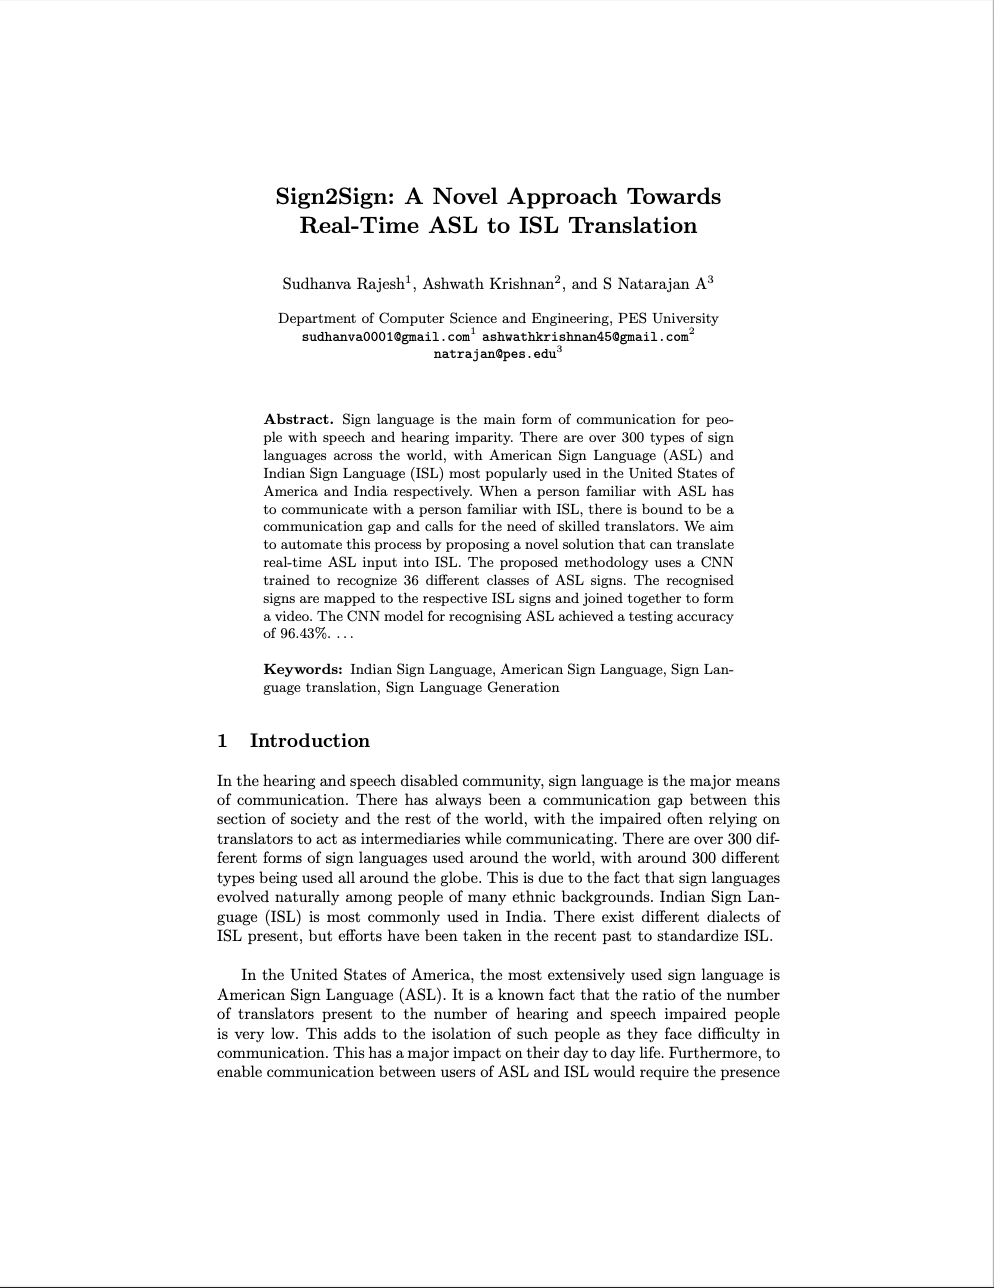 Sign2Sign: A Novel Approach Towards
Real-Time ASL to ISL Translation
Sudhanva Rajesh1, Ashwath Krishnan2, and S Natarajan A3
Department of Computer Science and Engineering, PES University
sudhanva0001@gmail.com1 ashwathkrishnan45@gmail.com2
natrajan@pes.edu3
Abstract. Sign language is the main form of communication for peo-
ple with speech and hearing imparity. There are over 300 types of sign
languages across the world, with American Sign Language (ASL) and
Indian Sign Language (ISL) most popularly used in the United States of
America and India respectively. When a person familiar with ASL has
to communicate with a person familiar with ISL, there is bound to be a
communication gap and calls for the need of skilled translators. We aim
to automate this process by proposing a novel solution that can translate
real-time ASL input into ISL. The proposed methodology uses a CNN
trained to recognize 36 different classes of ASL signs. The recognised
signs are mapped to the respective ISL signs and joined together to form
a video. The CNN model for recognising ASL achieved a testing accuracy
of 96.43%. . . .
Keywords: Indian Sign Language, American Sign Language, Sign Lan-
guage translation, Sign Language Generation
1 Introduction
In the hearing and speech disabled community, sign language is the major means
of communication. There has always been a communication gap between this
section of society and the rest of the world, with the impaired often relying on
translators to act as intermediaries while communicating. There are over 300 dif-
ferent forms of sign languages used around the world, with around 300 different
types being used all around the globe. This is due to the fact that sign languages
evolved naturally among people of many ethnic backgrounds. Indian Sign Lan-
guage (ISL) is most commonly used in India. There exist different dialects of
ISL present, but efforts have been taken in the recent past to standardize ISL.
In the United States of America, the most extensively used sign language is
American Sign Language (ASL). It is a known fact that the ratio of the number
of translators present to the number of hearing and speech impaired people
is very low. This adds to the isolation of such people as they face difficulty in
communication. This has a major impact on their day to day life. Furthermore, to
enable communication between users of ASL and ISL would require the presence